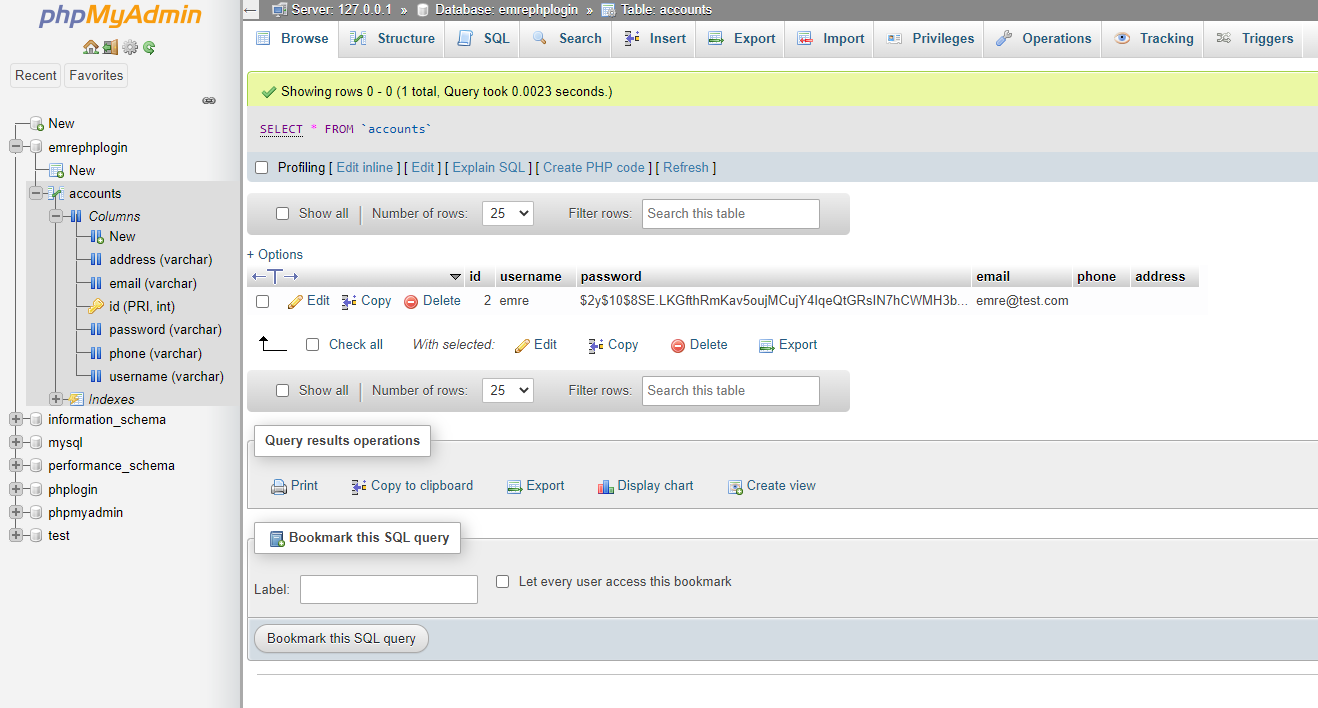 phpMyAdmin
Recent Favorites
New
emrephplogin
New
accounts
Columns
New
address (varchar)
email (varchar)
id (PRI, int)
password (varchar)
phone (varchar)
username (varchar)
Indexes
information_schema
mysql
performance_schema
phplogin
phpmyadmin
test
Server: 127.0.0.1 » Database: emrephplogin » Table: accounts
Browse Structure SQL Search Insert Export Import Privileges Operations Tracking Triggers
Showing rows 0 - 0 (1 total, Query took 0.0023 seconds.)
SELECT * FROM `accounts`
Profiling [ Edit inline ] [ Edit ] [ Explain SQL ] [ Create PHP code ] [ Refresh ]
Show all | Number of rows: 25 Filter rows: Search this table
+ Options
←T→ id username password email phone address
Edit Copy Delete 2 emre $2y$10$8SE.LKGfthRmKav5oujMCujY4IqeQtGRsIN7hCWMH3b... emre@test.com
Check all With selected: Edit Copy Delete Export
Show all | Number of rows: 25 Filter rows: Search this table
Query results operations
Print Copy to clipboard Export Display chart Create view
Bookmark this SQL query
Label: Let every user access this bookmark
Bookmark this SQL query